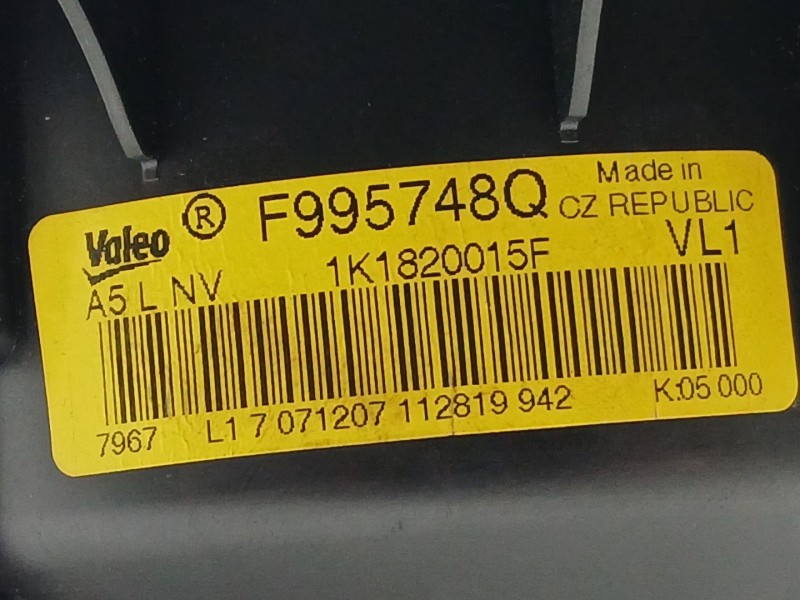 Valeo ® F995748Q Made in
CZ REPUBLIC
A5 L NV 1K1820015F VL1
7967 L1 7 071207 112819 942 K:05 000